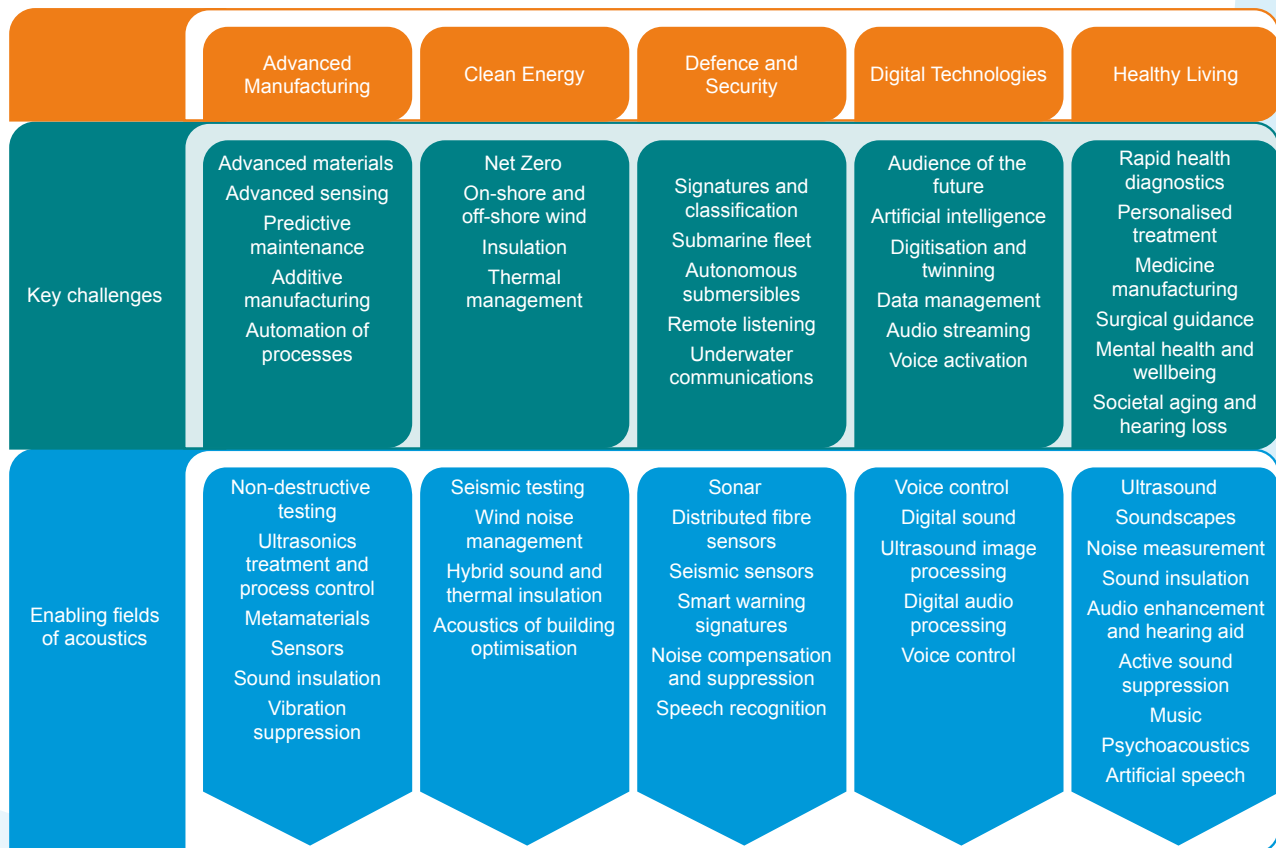 Advanced
Manufacturing
Clean Energy
Defence and
Security
Digital Technologies
Healthy Living
Key challenges
Advanced materials
Advanced sensing
Predictive
maintenance
Additive
manufacturing
Automation of
processes
Net Zero
On-shore and
off-shore wind
Insulation
Thermal
management
Signatures and
classification
Submarine fleet
Autonomous
submersibles
Remote listening
Underwater
communications
Audience of the
future
Artificial intelligence
Digitisation and
twinning
Data management
Audio streaming
Voice activation
Rapid health
diagnostics
Personalised
treatment
Medicine
manufacturing
Surgical guidance
Mental health and
wellbeing
Societal aging and
hearing loss
Enabling fields
of acoustics
Non-destructive
testing
Ultrasonics
treatment and
process control
Metamaterials
Sensors
Sound insulation
Vibration
suppression
Seismic testing
Wind noise
management
Hybrid sound and
thermal insulation
Acoustics of building
optimisation
Sonar
Distributed fibre
sensors
Seismic sensors
Smart warning
signatures
Noise compensation
and suppression
Speech recognition
Voice control
Digital sound
Ultrasound image
processing
Digital audio
processing
Voice control
Ultrasound
Soundscapes
Noise measurement
Sound insulation
Audio enhancement
and hearing aid
Active sound
suppression
Music
Psychoacoustics
Artificial speech